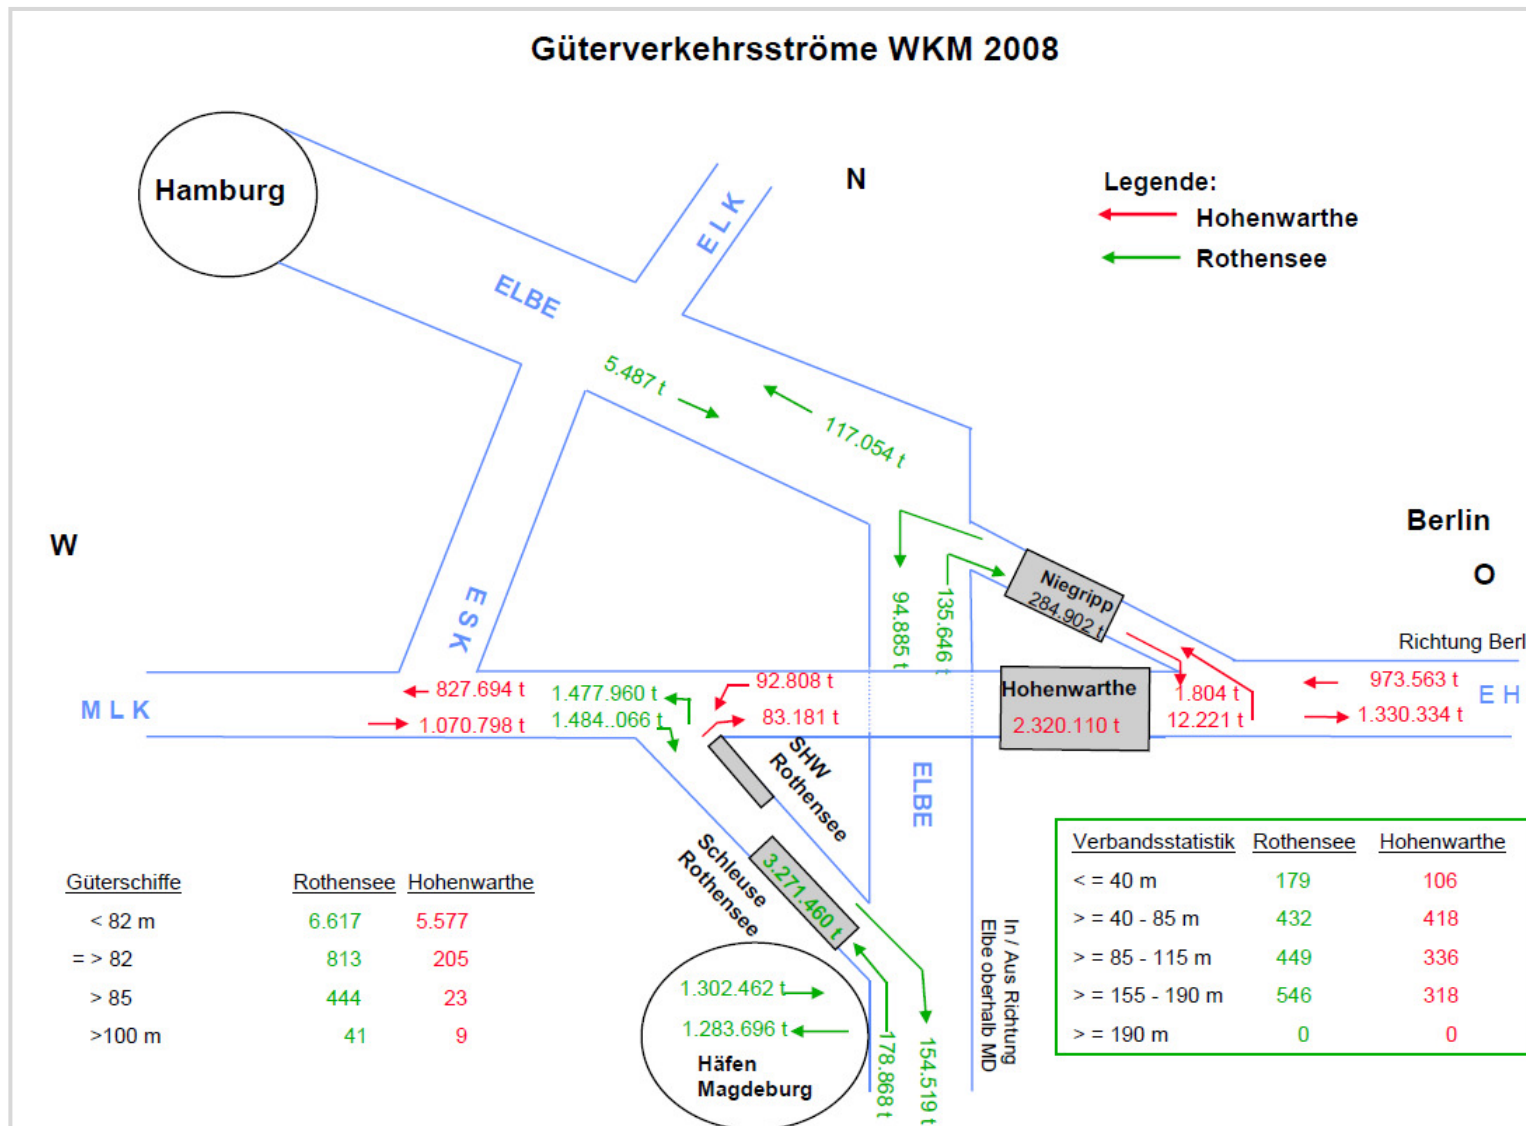 Güterverkehrsströme WKM 2008
Hamburg
N
ELK
Legende:
Hohenwarthe
Rothensee
ELBE
5.487 t
117.054 t
Berlin
O
W
ESK
94.885 t
135.646 t
Niegripp
284.902 t
Richtung Berl
MLK
827.694 t
1.070.798 t
1.477.960 t
1.484..066 t
92.808 t
83.181 t
Hohenwarthe
2.320.110 t
1.804 t
12.221 t
973.563 t
1.330.334 t
EH
SHW
Rothensee
ELBE
Schleuse
Rothensee
3.271.460 t
In / Aus Richtung
Elbe oberhalb MD
1.302.462 t
1.283.696 t
Häfen
Magdeburg
178.868 t
154.519 t
Güterschiffe Rothensee Hohenwarthe
< 82 m 6.617 5.577
= > 82 813 205
> 85 444 23
>100 m 41 9
Verbandsstatistik Rothensee Hohenwarthe
< = 40 m 179 106
> = 40 - 85 m 432 418
> = 85 - 115 m 449 336
> = 155 - 190 m 546 318
> = 190 m 0 0